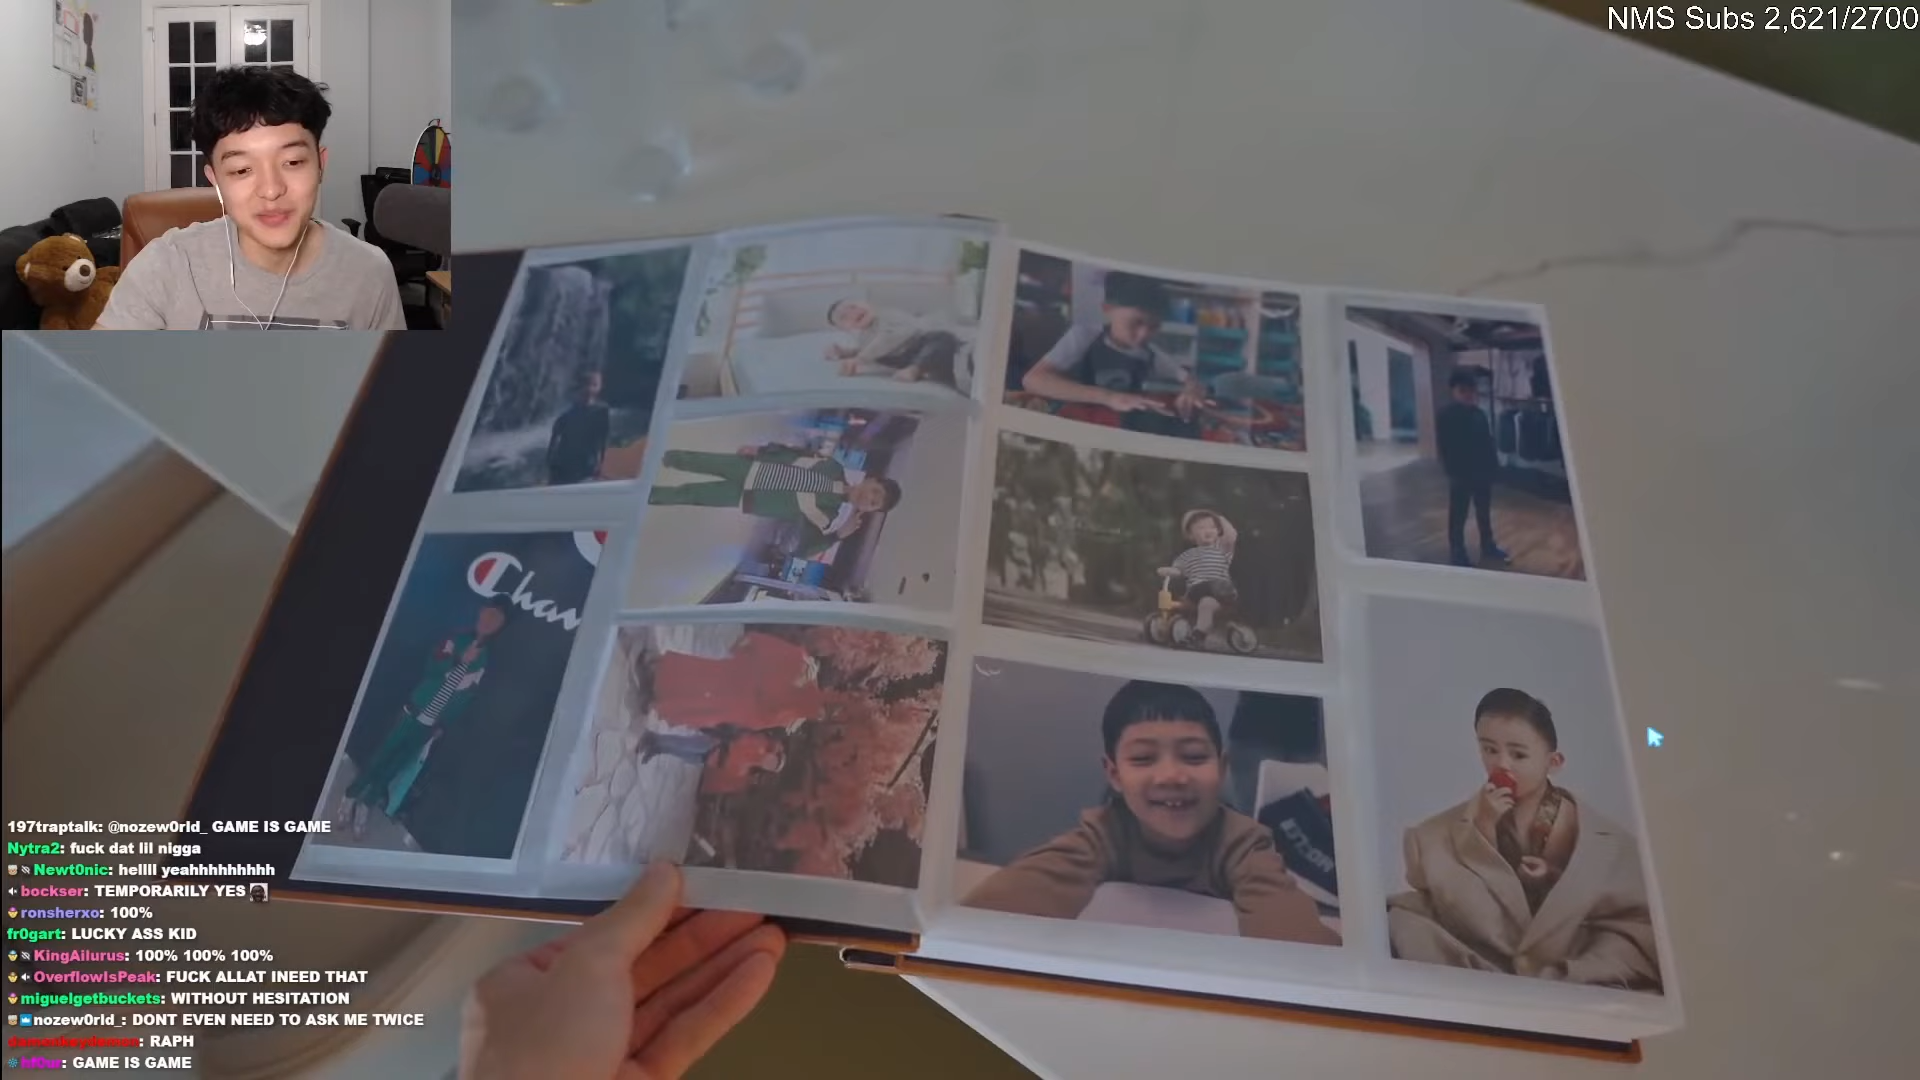 NMS Subs 2,621/2700
Cham
197traptalk: @nozew0rld_ GAME IS GAME
Nytra2: fuck dat lil nigga
Newt0nic: hellll yeahhhhhhhhh
bockser: TEMPORARILY YES
ronsherxo: 100%
fr0gart: LUCKY ASS KID
KingAilurus: 100% 100% 100%
OverflowIsPeak: FUCK ALLAT INEED THAT
miguelgetbuckets: WITHOUT HESITATION
nozew0rld_: DONT EVEN NEED TO ASK ME TWICE
RAPH
GAME IS GAME